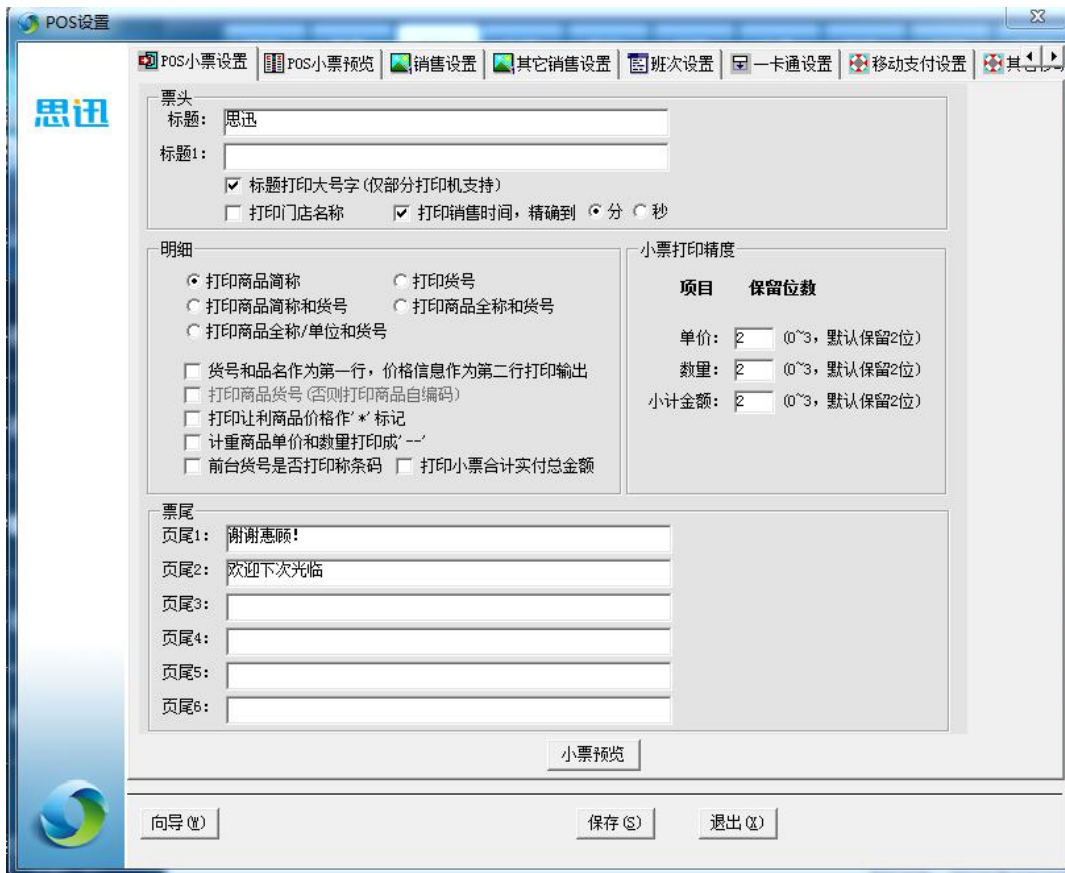 POS设置
POS小票设置 POS小票预览 销售设置 其它销售设置 班次设置 一卡通设置 移动支付设置
思迅
票头
标题: 思迅
标题1:
标题打印大号字(仅部分打印机支持)
打印门店名称 打印销售时间,精确到 分 秒
明细
打印商品简称 打印货号
打印商品简称和货号 打印商品全称和货号
打印商品全称/单位和货号
货号和品名作为第一行,价格信息作为第二行打印输出
打印商品货号(否则打印商品自编码)
打印让利商品价格作'*'标记
计重商品单价和数量打印成'--'
前台货号是否打印称条码 打印小票合计实付总金额
小票打印精度
项目 保留位数
单价: 2 (0~3,默认保留2位)
数量: 2 (0~3,默认保留2位)
小计金额: 2 (0~3,默认保留2位)
票尾
页尾1: 谢谢惠顾!
页尾2: 欢迎下次光临
页尾3:
页尾4:
页尾5:
页尾6:
小票预览
向导(W) 保存(S) 退出(X)